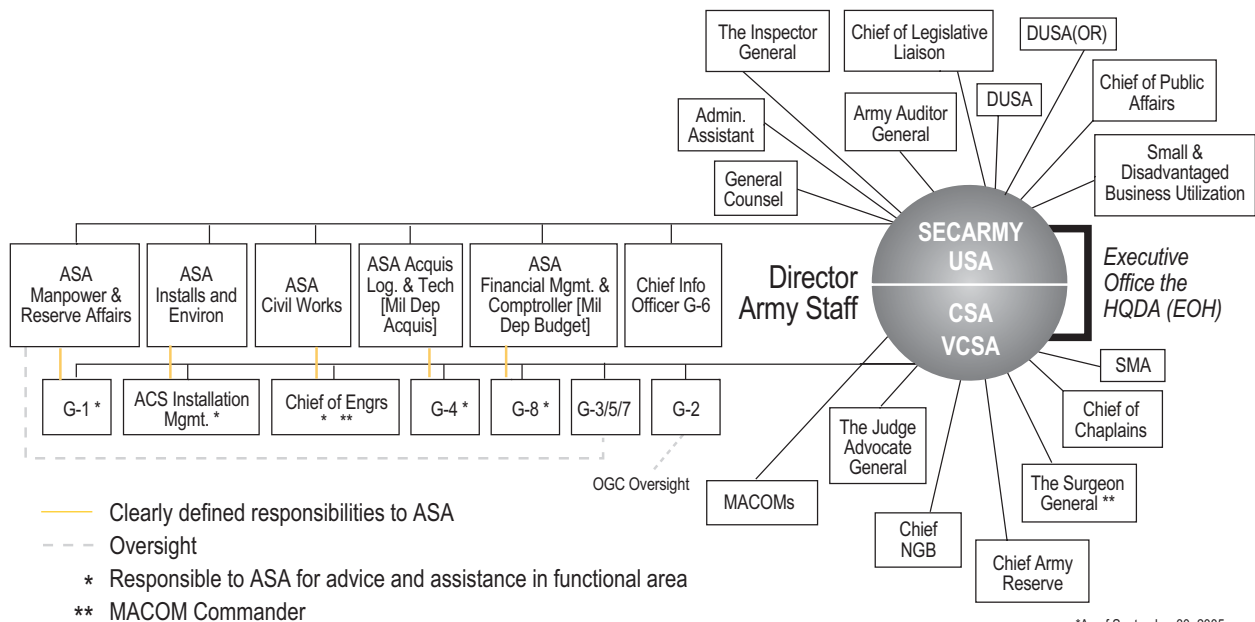 The Inspector
General
Chief of Legislative
Liaison
DUSA(OR)
Chief of Public
Affairs
DUSA
Army Auditor
General
Admin.
Assistant
Small &
Disadvantaged
Business Utilization
General
Counsel
SECARMY
USA
CSA
VCSA
Director
Army Staff
Executive
Office the
HQDA (EOH)
ASA
Manpower &
Reserve Affairs
ASA
Installs and
Environ
ASA
Civil Works
ASA Acquis
Log. & Tech
[Mil Dep
Acquis]
ASA
Financial Mgmt. &
Comptroller [Mil
Dep Budget]
Chief Info
Officer G-6
G-1 *
ACS Installation
Mgmt. *
Chief of Engrs
* **
G-4 *
G-8 *
G-3/5/7
G-2
OGC Oversight
SMA
Chief of
Chaplains
The Judge
Advocate
General
The Surgeon
General **
MACOMs
Chief
NGB
Chief Army
Reserve
Clearly defined responsibilities to ASA
Oversight
* Responsible to ASA for advice and assistance in functional area
** MACOM Commander